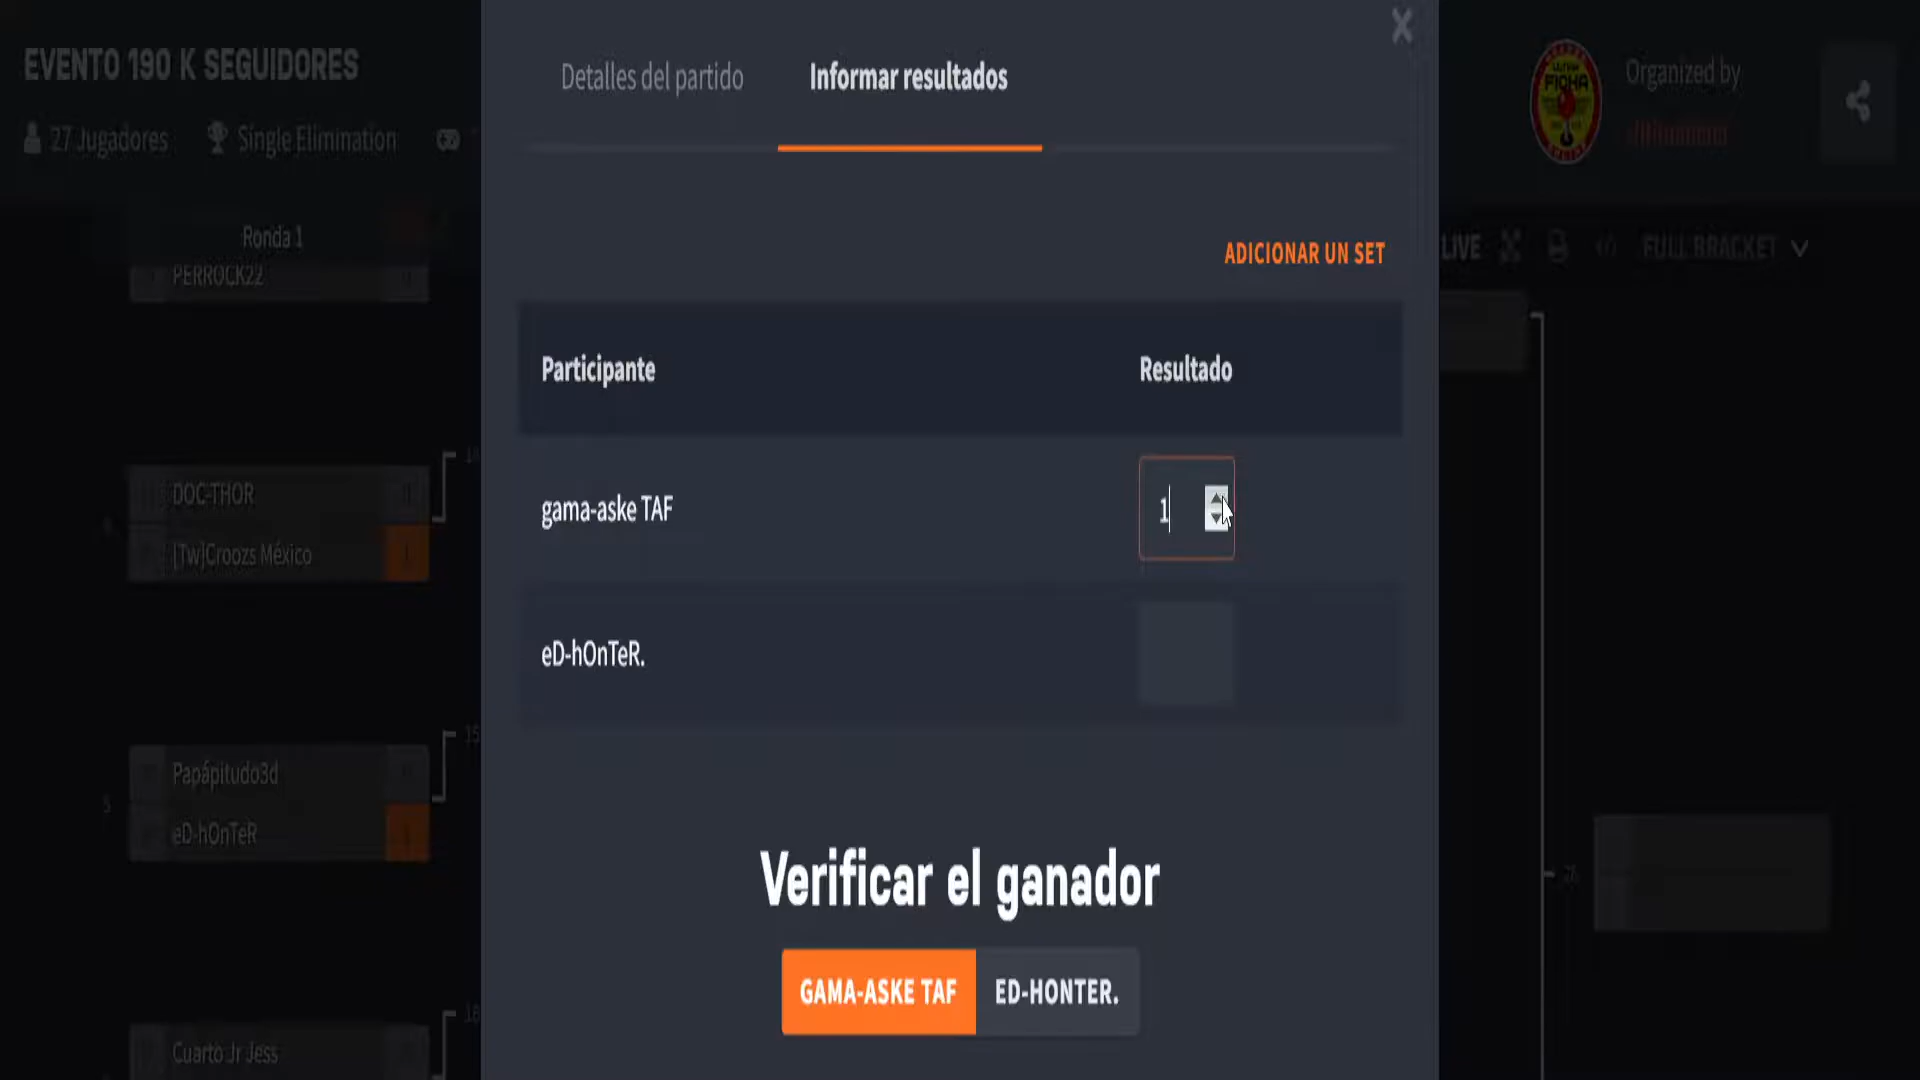 EVENTO 190 K SEGUIDORES
27 Jugadores
Single Elimination
Organized by
Detalles del partido
Informar resultados
X
Ronda 1
PERROCK22
ADICIONAR UN SET
LIVE
FULL BRACKET
Participante
Resultado
DOC-THOR
[Tw]Croozs México
gama-aske TAF
1
eD-hOnTeR.
Papápitudo3d
eD-hOnTeR
15
5
Verificar el ganador
GAMA-ASKE TAF
ED-HONTER.
Cuarto Jr Jess